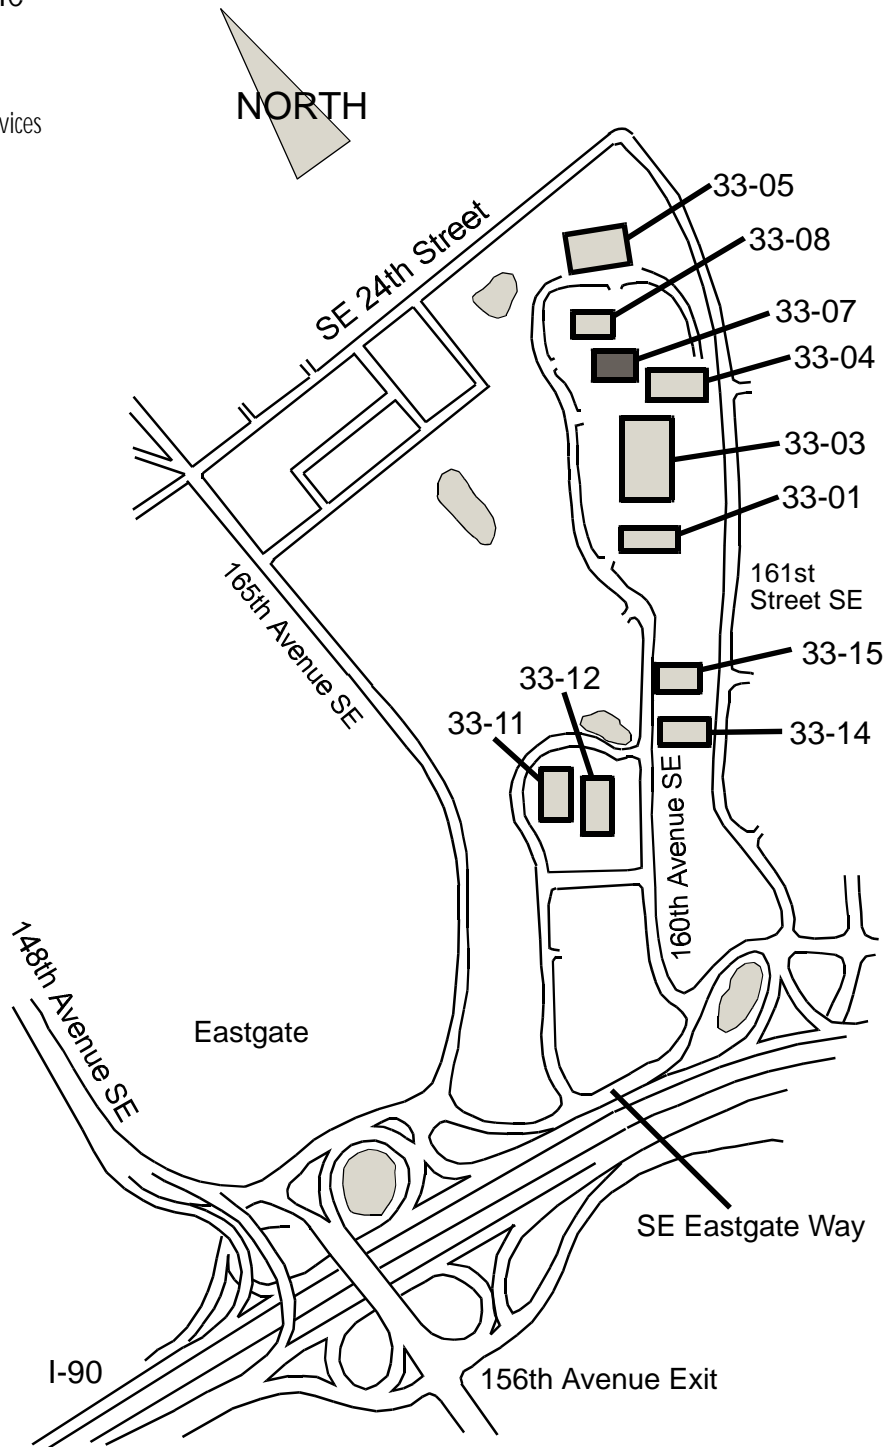 NORTH
vices
33-05
SE 24th Street
33-08
33-07
33-04
33-03
33-01
161st
Street SE
165th Avenue SE
33-15
33-12
33-11
33-14
160th Avenue SE
148th Avenue SE
Eastgate
SE Eastgate Way
I-90
156th Avenue Exit